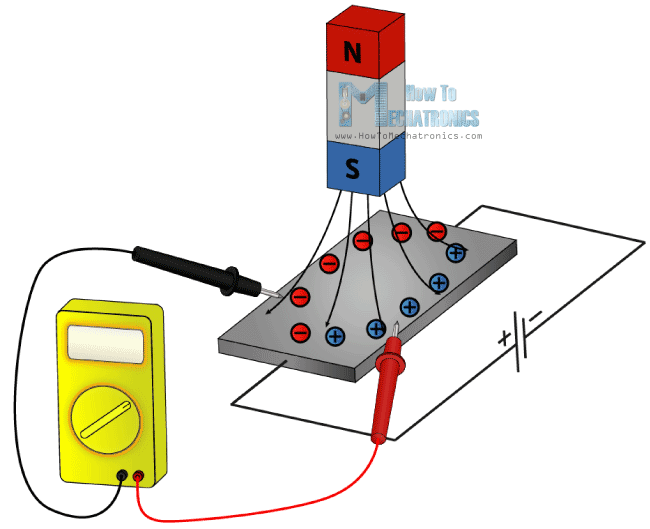 N
How To
MECHATRONICS
www.HowToMechatronics.com
S
− − − − − −
+ + + + + +
+ −